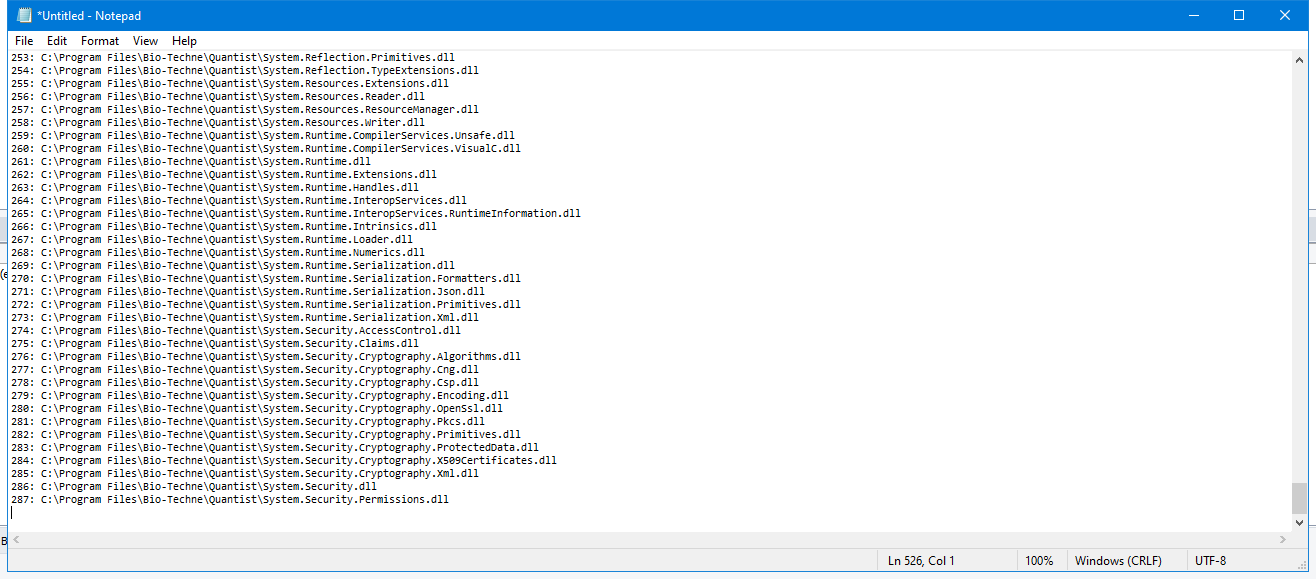 *Untitled - Notepad
File Edit Format View Help
253: C:\Program Files\Bio-Techne\Quantist\System.Reflection.Primitives.dll
254: C:\Program Files\Bio-Techne\Quantist\System.Reflection.TypeExtensions.dll
255: C:\Program Files\Bio-Techne\Quantist\System.Resources.Extensions.dll
256: C:\Program Files\Bio-Techne\Quantist\System.Resources.Reader.dll
257: C:\Program Files\Bio-Techne\Quantist\System.Resources.ResourceManager.dll
258: C:\Program Files\Bio-Techne\Quantist\System.Resources.Writer.dll
259: C:\Program Files\Bio-Techne\Quantist\System.Runtime.CompilerServices.Unsafe.dll
260: C:\Program Files\Bio-Techne\Quantist\System.Runtime.CompilerServices.VisualC.dll
261: C:\Program Files\Bio-Techne\Quantist\System.Runtime.dll
262: C:\Program Files\Bio-Techne\Quantist\System.Runtime.Extensions.dll
263: C:\Program Files\Bio-Techne\Quantist\System.Runtime.Handles.dll
264: C:\Program Files\Bio-Techne\Quantist\System.Runtime.InteropServices.dll
265: C:\Program Files\Bio-Techne\Quantist\System.Runtime.InteropServices.RuntimeInformation.dll
266: C:\Program Files\Bio-Techne\Quantist\System.Runtime.Intrinsics.dll
267: C:\Program Files\Bio-Techne\Quantist\System.Runtime.Loader.dll
268: C:\Program Files\Bio-Techne\Quantist\System.Runtime.Numerics.dll
269: C:\Program Files\Bio-Techne\Quantist\System.Runtime.Serialization.dll
270: C:\Program Files\Bio-Techne\Quantist\System.Runtime.Serialization.Formatters.dll
271: C:\Program Files\Bio-Techne\Quantist\System.Runtime.Serialization.Json.dll
272: C:\Program Files\Bio-Techne\Quantist\System.Runtime.Serialization.Primitives.dll
273: C:\Program Files\Bio-Techne\Quantist\System.Runtime.Serialization.Xml.dll
274: C:\Program Files\Bio-Techne\Quantist\System.Security.AccessControl.dll
275: C:\Program Files\Bio-Techne\Quantist\System.Security.Claims.dll
276: C:\Program Files\Bio-Techne\Quantist\System.Security.Cryptography.Algorithms.dll
277: C:\Program Files\Bio-Techne\Quantist\System.Security.Cryptography.Cng.dll
278: C:\Program Files\Bio-Techne\Quantist\System.Security.Cryptography.Csp.dll
279: C:\Program Files\Bio-Techne\Quantist\System.Security.Cryptography.Encoding.dll
280: C:\Program Files\Bio-Techne\Quantist\System.Security.Cryptography.OpenSsl.dll
281: C:\Program Files\Bio-Techne\Quantist\System.Security.Cryptography.Pkcs.dll
282: C:\Program Files\Bio-Techne\Quantist\System.Security.Cryptography.Primitives.dll
283: C:\Program Files\Bio-Techne\Quantist\System.Security.Cryptography.ProtectedData.dll
284: C:\Program Files\Bio-Techne\Quantist\System.Security.Cryptography.X509Certificates.dll
285: C:\Program Files\Bio-Techne\Quantist\System.Security.Cryptography.Xml.dll
286: C:\Program Files\Bio-Techne\Quantist\System.Security.dll
287: C:\Program Files\Bio-Techne\Quantist\System.Security.Permissions.dll
Ln 526, Col 1 100% Windows (CRLF) UTF-8